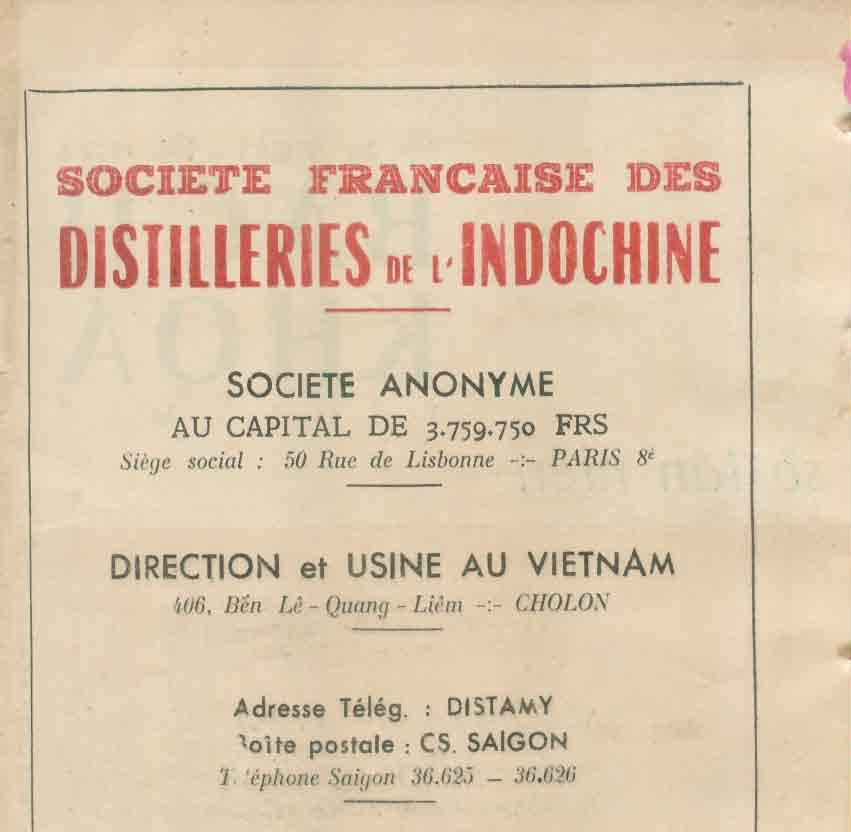 SOCIETE FRANCAISE DES
DISTILLERIES DE L'INDOCHINE
SOCIETE ANONYME
AU CAPITAL DE 3.759.750 FRS
Siège social : 50 Rue de Lisbonne -:- PARIS 8è
DIRECTION et USINE AU VIETNAM
406, Bến Lê - Quang - Liêm -:- CHOLON
Adresse Télég. : DISTAMY
Boîte postale : CS. SAIGON
Téléphone Saigon 36.625 — 36.626